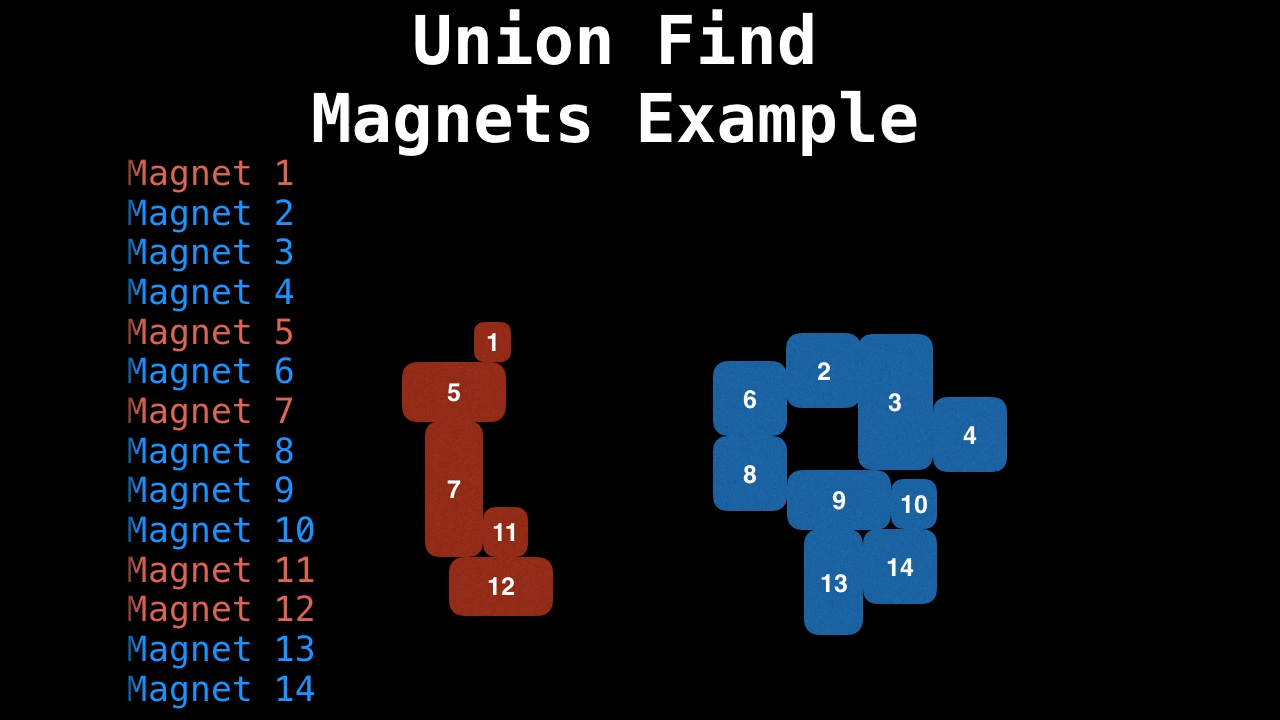 Union Find
Magnets Example
Magnet 1
Magnet 2
Magnet 3
Magnet 4
Magnet 5
Magnet 6
Magnet 7
Magnet 8
Magnet 9
Magnet 10
Magnet 11
Magnet 12
Magnet 13
Magnet 14
1
5
7
11
12
2
6
3
4
8
9
10
14
13